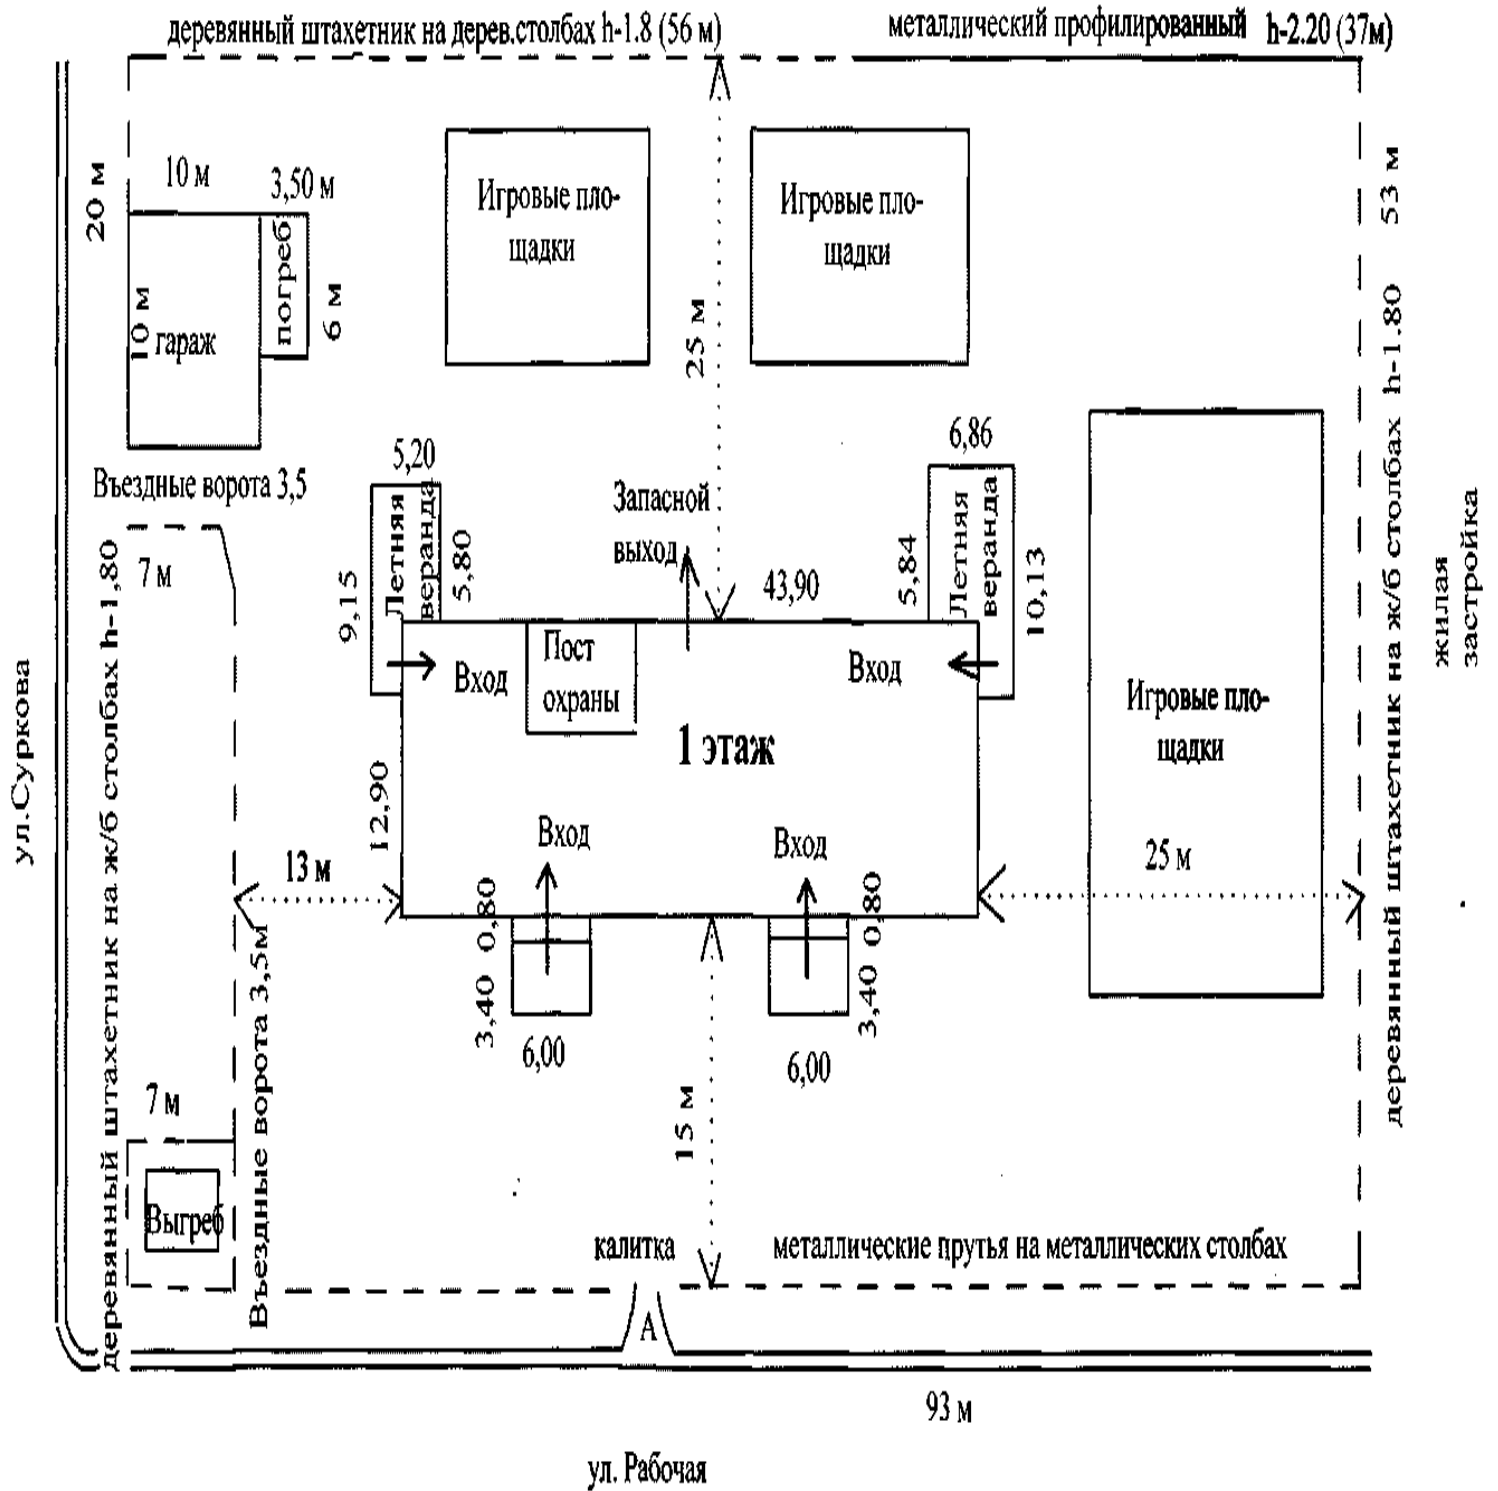 деревянный штахетник на дерев.столбах h-1.8 (56 м)
металлический профилированный h-2.20 (37м)
20 м
10 м
3,50 м
Игровые пло-
щадки
Игровые пло-
щадки
погреб
6 м
10 м
гараж
25 м
деревянный штахетник на ж/б столбах h-1.80 53 м
жилая
застройка
Въездные ворота 3,5
5,20
6,86
Запасной
выход
Летняя
веранда
5,80
9,15
43,90
5,84
Летняя
веранда
10,13
7 м
деревянный штахетник на ж/б столбах h-1,80
ул.Суркова
Вход
Пост
охраны
Вход
1 этаж
Игровые пло-
щадки
12,90
Вход
Вход
13 м
25 м
3,40 0,80
3,40 0,80
6,00
6,00
Въездные ворота 3,5м
7 м
15 м
Выгреб
калитка
металлические прутья на металлических столбах
А
93 м
ул. Рабочая